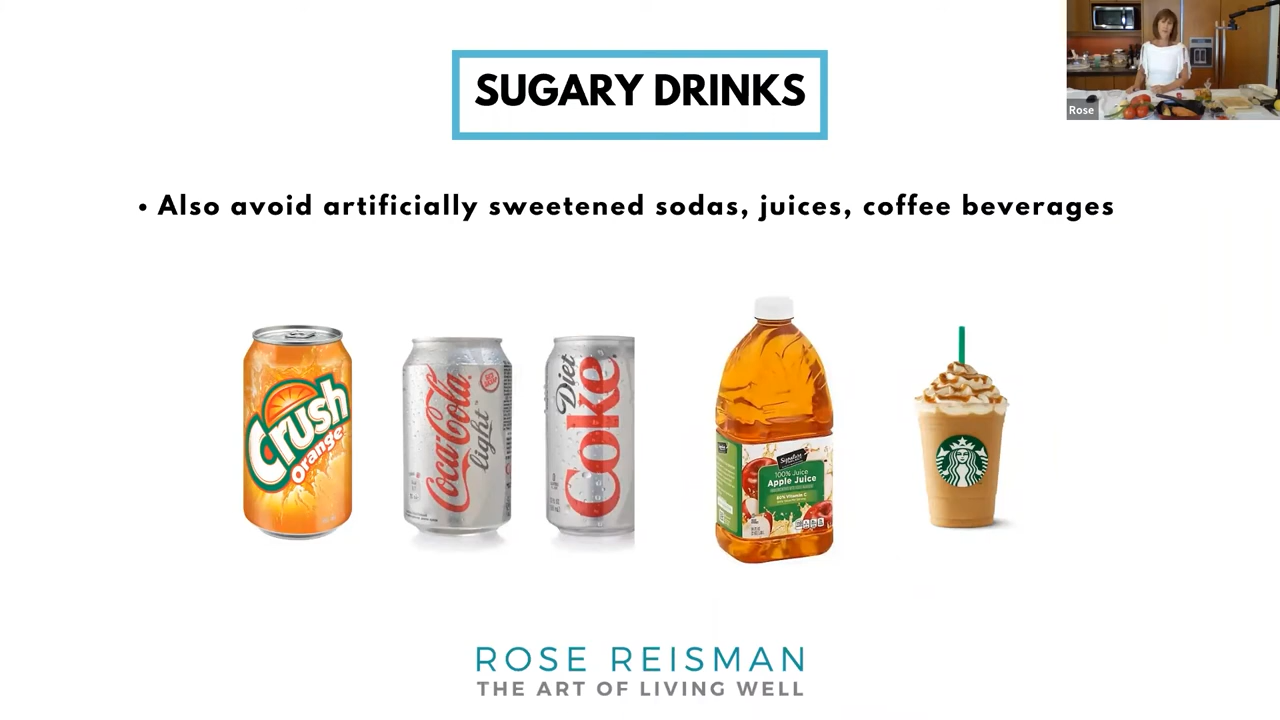 SUGARY DRINKS
Rose
• Also avoid artificially sweetened sodas, juices, coffee beverages
Crush
Orange
Coca-Cola
light
Diet
Coke
Signature
100% Juice
Apple Juice
ROSE REISMAN
THE ART OF LIVING WELL